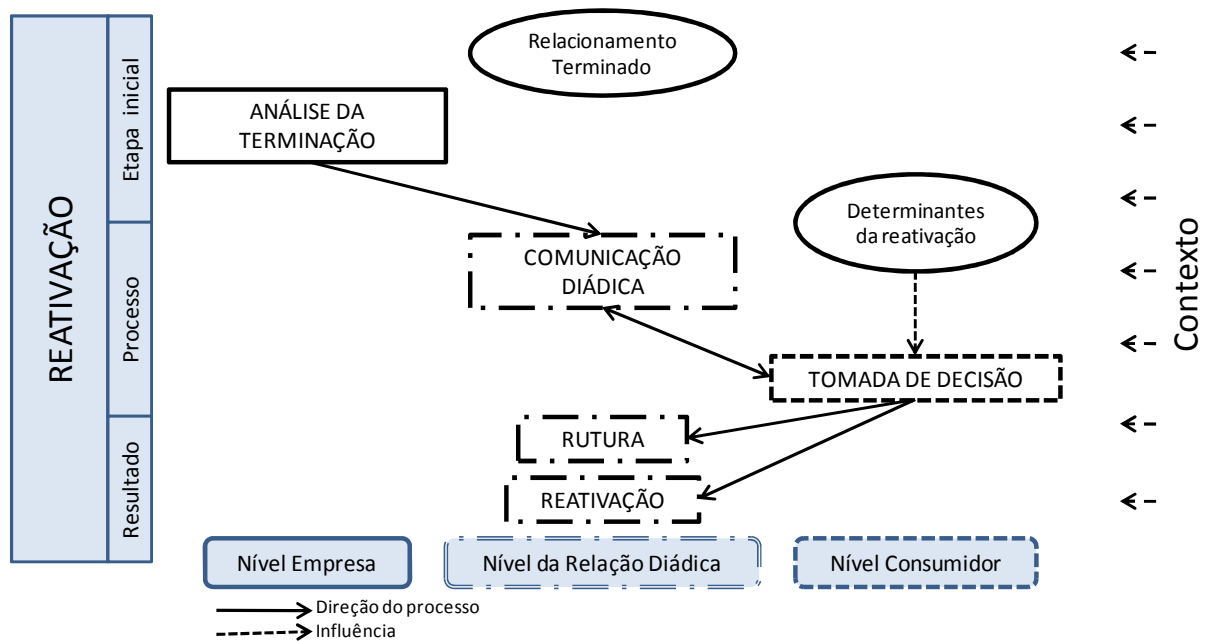 REATIVAÇÃO
Etapa inicial
Processo
Resultado
Relacionamento
Terminado
ANÁLISE DA
TERMINAÇÃO
Determinantes
da reativação
COMUNICAÇÃO
DIÁDICA
TOMADA DE DECISÃO
RUTURA
REATIVAÇÃO
Contexto
Nível Empresa
Nível da Relação Diádica
Nível Consumidor
Direção do processo
Influência